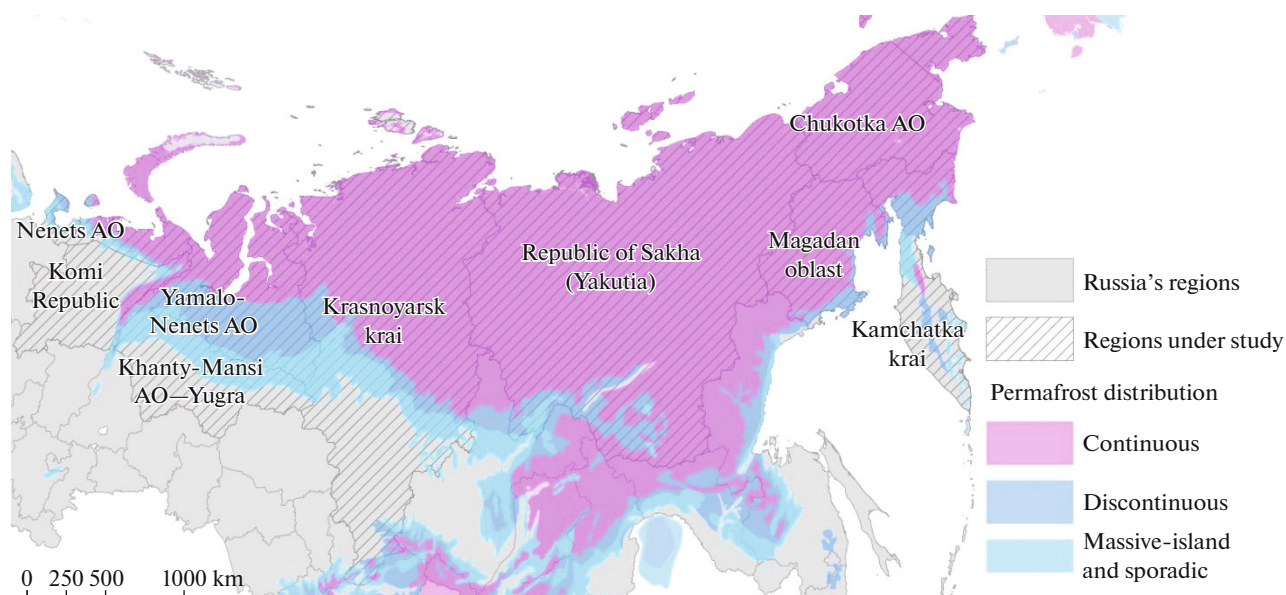 Chukotka AO
Nenets AO
Komi
Republic
Yamalo-
Nenets AO
Khanty-Mansi
AO—Yugra
Krasnoyarsk
krai
Republic of Sakha
(Yakutia)
Magadan
oblast
Kamchatka
krai
Russia’s regions
Regions under study
Permafrost distribution
Continuous
Discontinuous
Massive-island
and sporadic
0 250 500 1000 km